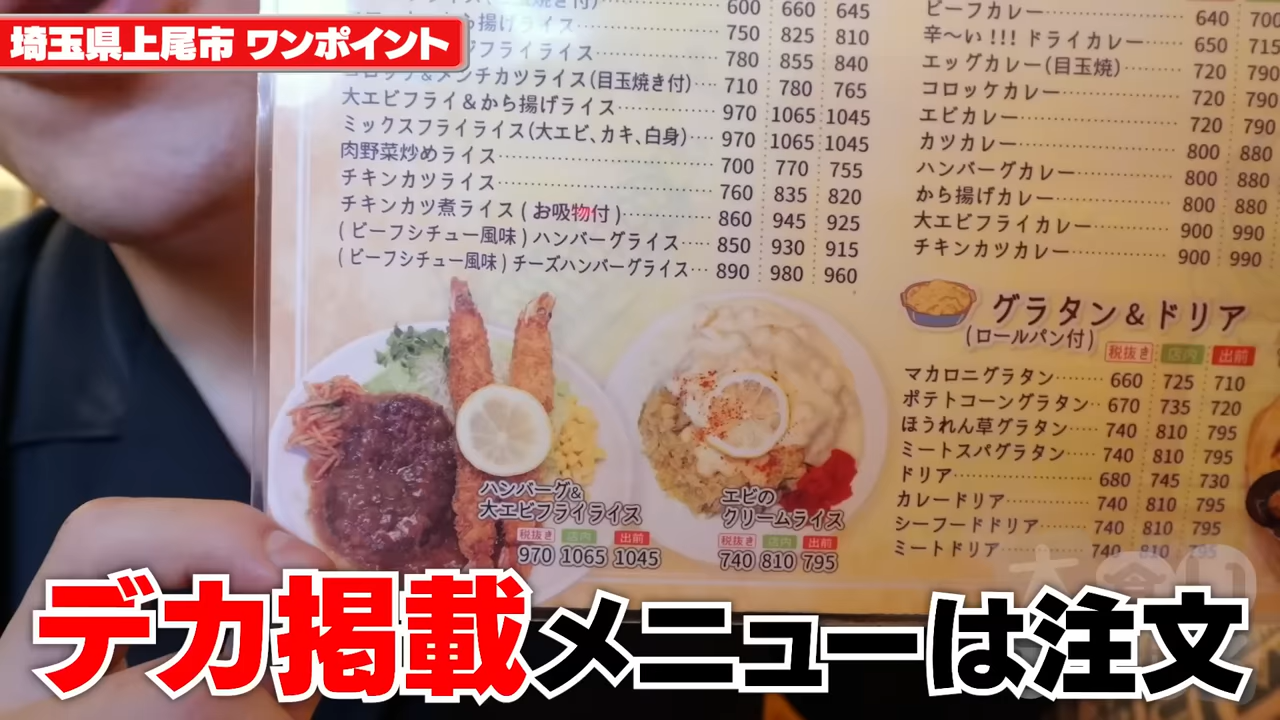 埼玉県上尾市 ワンポイント
600 660 645
750 825 810
フライライス 780 855 840
コロッケ&メンチカツライス(目玉焼き付) 710 780 765
大エビフライ&から揚げライス 970 1065 1045
ミックスフライライス(大エビ、カキ、白身) 970 1065 1045
肉野菜炒めライス 700 770 755
チキンカツライス 760 835 820
チキンカツ煮ライス(お吸物付) 860 945 925
(ビーフシチュー風味)ハンバーグライス 850 930 915
(ビーフシチュー風味)チーズハンバーグライス 890 980 960
ハンバーグ&
大エビフライライス
税抜き 店内 出前
970 1065 1045
エビの
クリームライス
税抜き 店内 出前
740 810 795
ビーフカレー 640 700
辛〜い!!!ドライカレー 650 715
エッグカレー(目玉焼) 720 790
コロッケカレー 720 790
エビカレー 720 790
カツカレー 800 880
ハンバーグカレー 800 880
から揚げカレー 800 880
大エビフライカレー 900 990
チキンカツカレー 900 990
グラタン&ドリア
(ロールパン付)
税抜き 店内 出前
マカロニグラタン 660 725 710
ポテトコーングラタン 670 735 720
ほうれん草グラタン 740 810 795
ミートスパグラタン 740 810 795
ドリア 680 745 730
カレードリア 740 810 795
シーフードドリア 740 810 795
ミートドリア 740 810 795
デカ掲載メニューは注文